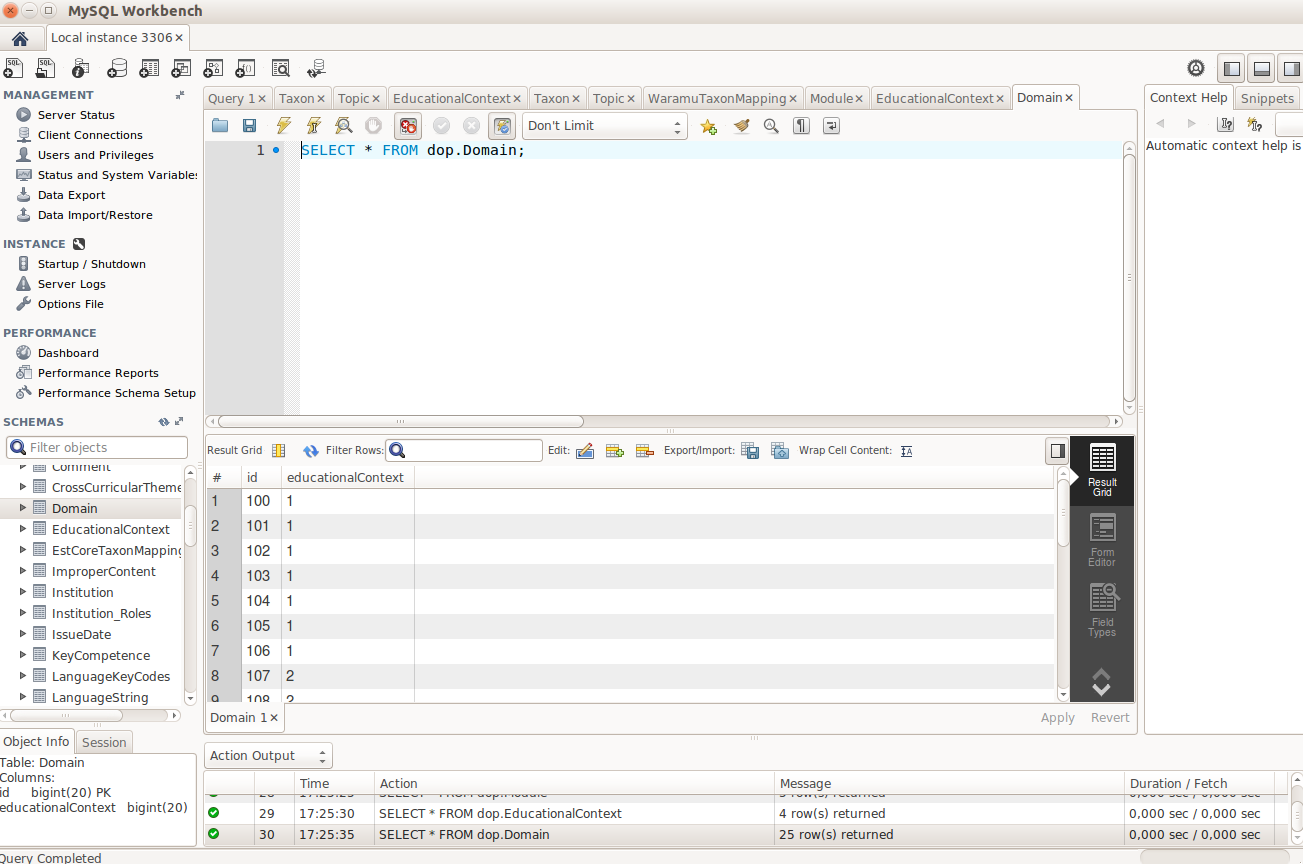 MySQL Workbench
Local instance 3306
MANAGEMENT
Server Status
Client Connections
Users and Privileges
Status and System Variables
Data Export
Data Import/Restore
INSTANCE
Startup / Shutdown
Server Logs
Options File
PERFORMANCE
Dashboard
Performance Reports
Performance Schema Setup
SCHEMAS
Filter objects
Comment
CrossCurricularTheme
Domain
EducationalContext
EstCoreTaxonMapping
ImproperContent
Institution
Institution_Roles
IssueDate
KeyCompetence
LanguageKeyCodes
LanguageString
Object Info Session
Table: Domain
Columns:
id bigint(20) PK
educationalContext bigint(20)
Query 1 Taxon Topic EducationalContext Taxon Topic WaramuTaxonMapping Module EducationalContext Domain
Don't Limit
1 SELECT * FROM dop.Domain;
Result Grid Filter Rows: Edit: Export/Import: Wrap Cell Content:
# id educationalContext
1 100 1
2 101 1
3 102 1
4 103 1
5 104 1
6 105 1
7 106 1
8 107 2
9 108 2
Result
Grid
Form
Editor
Field
Types
Domain 1 Apply Revert
Action Output
Time Action Message Duration / Fetch
28 17:25:25 SELECT * FROM dop.Module 0,000 sec / 0,000 sec
29 17:25:30 SELECT * FROM dop.EducationalContext 4 row(s) returned 0,000 sec / 0,000 sec
30 17:25:35 SELECT * FROM dop.Domain 25 row(s) returned 0,000 sec / 0,000 sec
Context Help Snippets
Automatic context help is
Query Completed